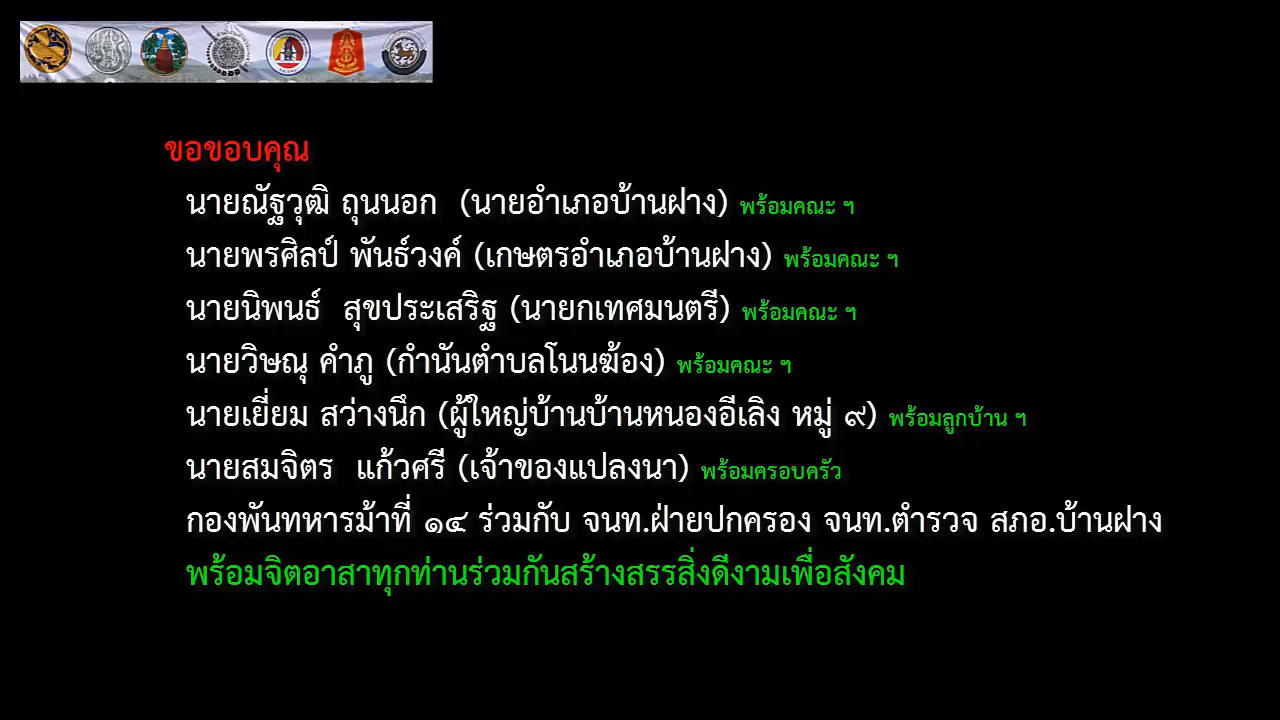 ขอขอบคุณ
นายณัฐวุฒิ ถุนนอก (นายอำเภอบ้านฝาง) พร้อมคณะ ฯ
นายพรศิลป์ พันธ์วงค์ (เกษตรอำเภอบ้านฝาง) พร้อมคณะ ฯ
นายนิพนธ์ สุขประเสริฐ (นายกเทศมนตรี) พร้อมคณะ ฯ
นายวิษณุ คำภู (กำนันตำบลโนนฆ้อง) พร้อมคณะ ฯ
นายเยี่ยม สว่างนึก (ผู้ใหญ่บ้านบ้านหนองอีเลิง หมู่ ๙) พร้อมลูกบ้าน ฯ
นายสมจิตร แก้วศรี (เจ้าของแปลงนา) พร้อมครอบครัว
กองพันทหารม้าที่ ๑๔ ร่วมกับ จนท.ฝ่ายปกครอง จนท.ตำรวจ สภอ.บ้านฝาง
พร้อมจิตอาสาทุกท่านร่วมกันสร้างสรรสิ่งดีงามเพื่อสังคม